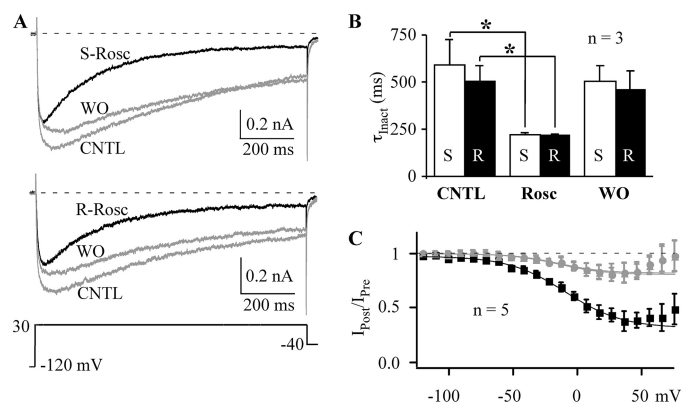 A
S-Rosc
WO
CNTL
0.2 nA
200 ms
R-Rosc
WO
CNTL
0.2 nA
200 ms
30
-120 mV
-40
B
750
500
250
0
τInact (ms)
* *
n = 3
S R S R S R
CNTL Rosc WO
C
1
0.5
0.0
IPost/IPre
n = 5
-100 -50 0 50 mV